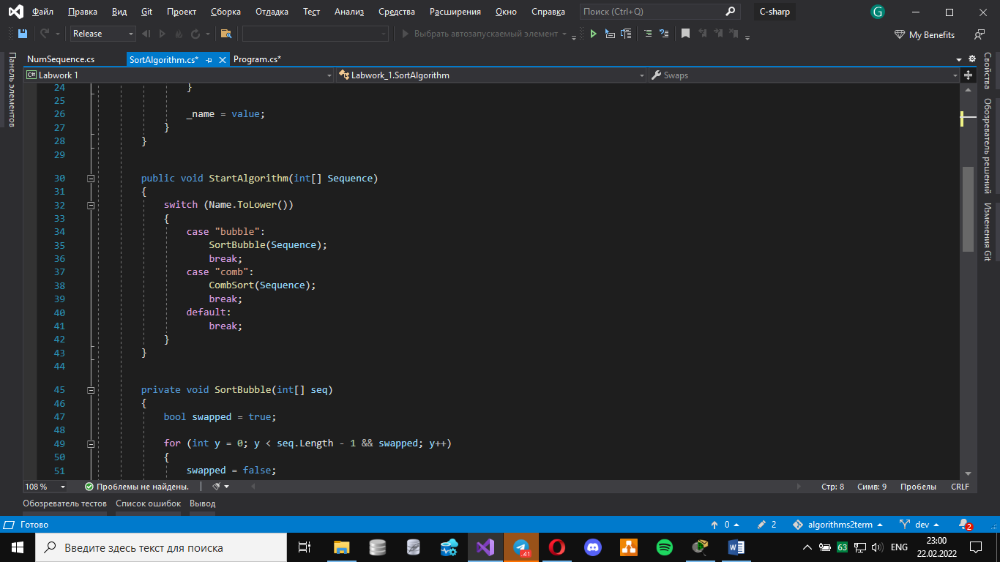 Файл Правка Вид Git Проект Сборка Отладка Тест Анализ Средства Расширения Окно Справка Поиск (Ctrl+Q) C-sharp G
Release Выбрать автозапускаемый элемент My Benefits
NumSequence.cs SortAlgorithm.cs* Program.cs*
C# Labwork 1 Labwork_1.SortAlgorithm Swaps
Панель элементов
Свойства
Обозреватель решений
Изменения Git
24 }
25
26 _name = value;
27 }
28 }
29
30 public void StartAlgorithm(int[] Sequence)
31 {
32 switch (Name.ToLower())
33 {
34 case "bubble":
35 SortBubble(Sequence);
36 break;
37 case "comb":
38 CombSort(Sequence);
39 break;
40 default:
41 break;
42 }
43 }
44
45 private void SortBubble(int[] seq)
46 {
47 bool swapped = true;
48
49 for (int y = 0; y < seq.Length - 1 && swapped; y++)
50 {
51 swapped = false;
108 % Проблемы не найдены. Стр: 8 Симв: 9 Пробелы CRLF
Обозреватель тестов Список ошибок Вывод
Готово 0 2 algorithms2term dev 2
Введите здесь текст для поиска 41 W 63 ENG 23:00
22.02.2022